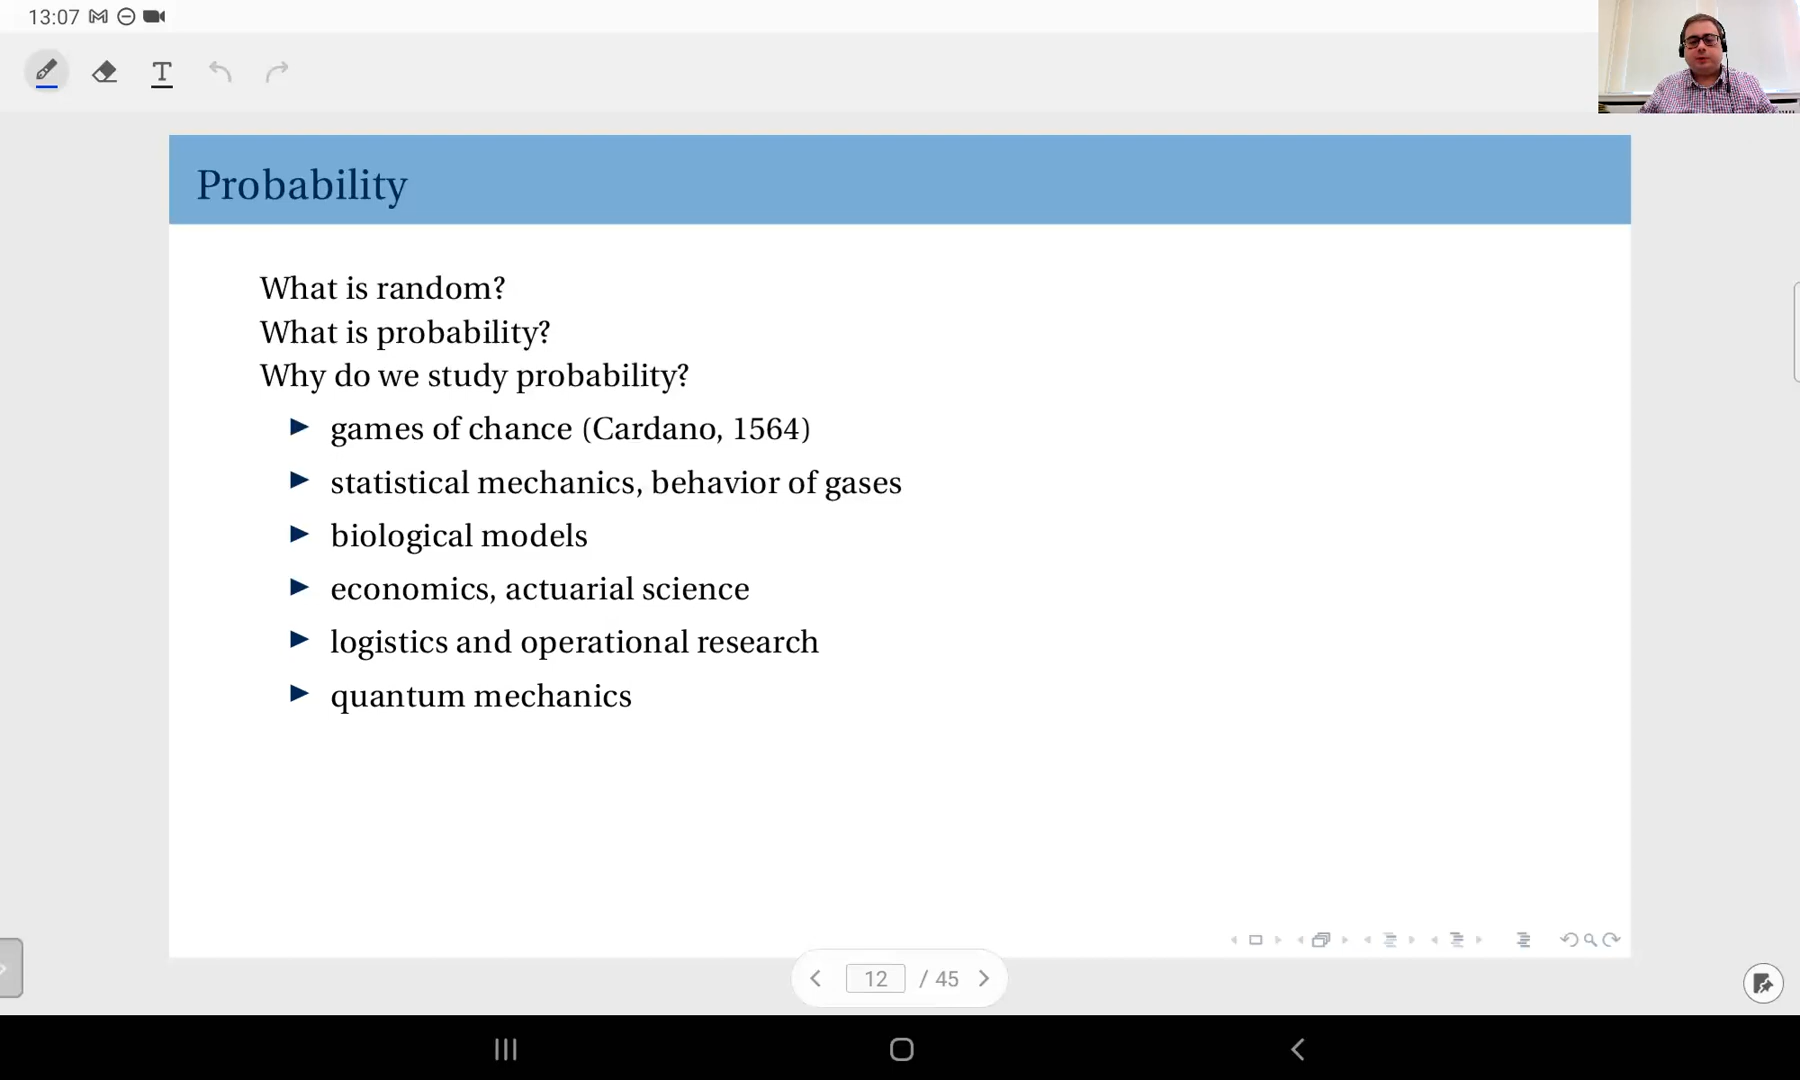 13:07
Probability
What is random?
What is probability?
Why do we study probability?
games of chance (Cardano, 1564)
statistical mechanics, behavior of gases
biological models
economics, actuarial science
logistics and operational research
quantum mechanics
12 / 45